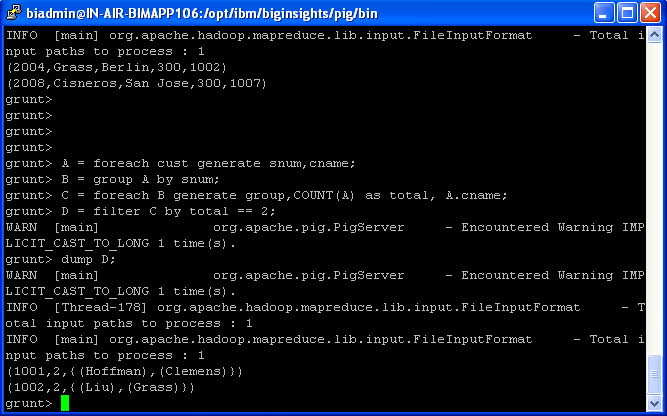 biadmin@IN-AIR-BIMAPP106:/opt/ibm/biginsights/pig/bin
INFO  [main] org.apache.hadoop.mapreduce.lib.input.FileInputFormat     - Total i
nput paths to process : 1
(2004,Grass,Berlin,300,1002)
(2008,Cisneros,San Jose,300,1007)
grunt>
grunt>
grunt>
grunt>
grunt> A = foreach cust generate snum,cname;
grunt> B = group A by snum;
grunt> C = foreach B generate group,COUNT(A) as total, A.cname;
grunt> D = filter C by total == 2;
WARN  [main]             org.apache.pig.PigServer     - Encountered Warning IMP
LICIT_CAST_TO_LONG 1 time(s).
grunt> dump D;
WARN  [main]             org.apache.pig.PigServer     - Encountered Warning IMP
LICIT_CAST_TO_LONG 1 time(s).
INFO  [Thread-178] org.apache.hadoop.mapreduce.lib.input.FileInputFormat     - T
otal input paths to process : 1
INFO  [main] org.apache.hadoop.mapreduce.lib.input.FileInputFormat     - Total i
nput paths to process : 1
(1001,2,{(Hoffman),(Clemens)})
(1002,2,{(Liu),(Grass)})
grunt>